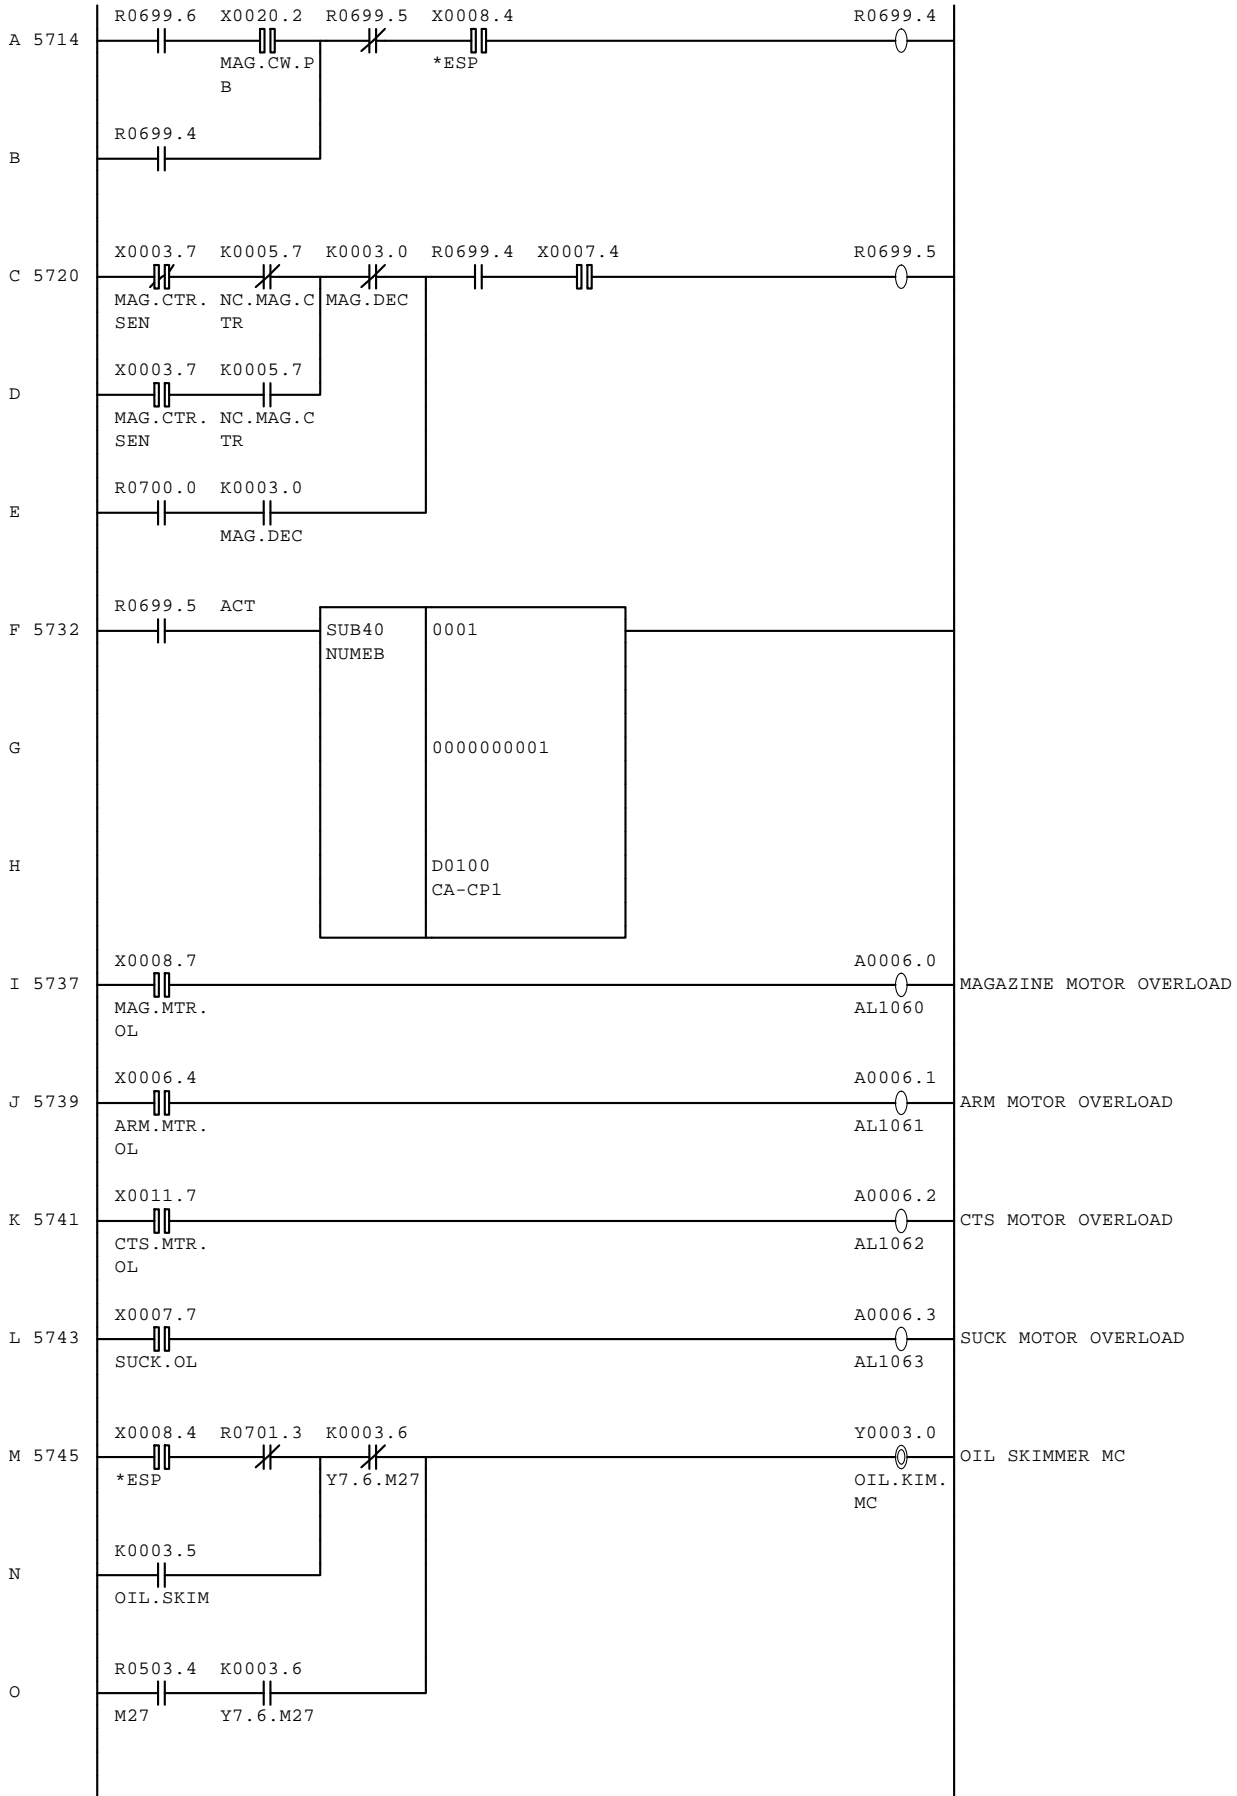 R0699.6 X0020.2 R0699.5 X0008.4 R0699.4
A 5714
MAG.CW.P *ESP
B
R0699.4
B
X0003.7 K0005.7 K0003.0 R0699.4 X0007.4 R0699.5
C 5720
MAG.CTR. NC.MAG.C MAG.DEC
SEN TR
X0003.7 K0005.7
D
MAG.CTR. NC.MAG.C
SEN TR
R0700.0 K0003.0
E
MAG.DEC
R0699.5 ACT
F 5732 SUB40 0001
NUMEB
G 0000000001
H D0100
CA-CP1
X0008.7 A0006.0
I 5737 MAGAZINE MOTOR OVERLOAD
MAG.MTR. AL1060
OL
X0006.4 A0006.1
J 5739 ARM MOTOR OVERLOAD
ARM.MTR. AL1061
OL
X0011.7 A0006.2
K 5741 CTS MOTOR OVERLOAD
CTS.MTR. AL1062
OL
X0007.7 A0006.3
L 5743 SUCK MOTOR OVERLOAD
SUCK.OL AL1063
X0008.4 R0701.3 K0003.6 Y0003.0
M 5745 OIL SKIMMER MC
*ESP Y7.6.M27 OIL.KIM.
MC
K0003.5
N
OIL.SKIM
R0503.4 K0003.6
O
M27 Y7.6.M27